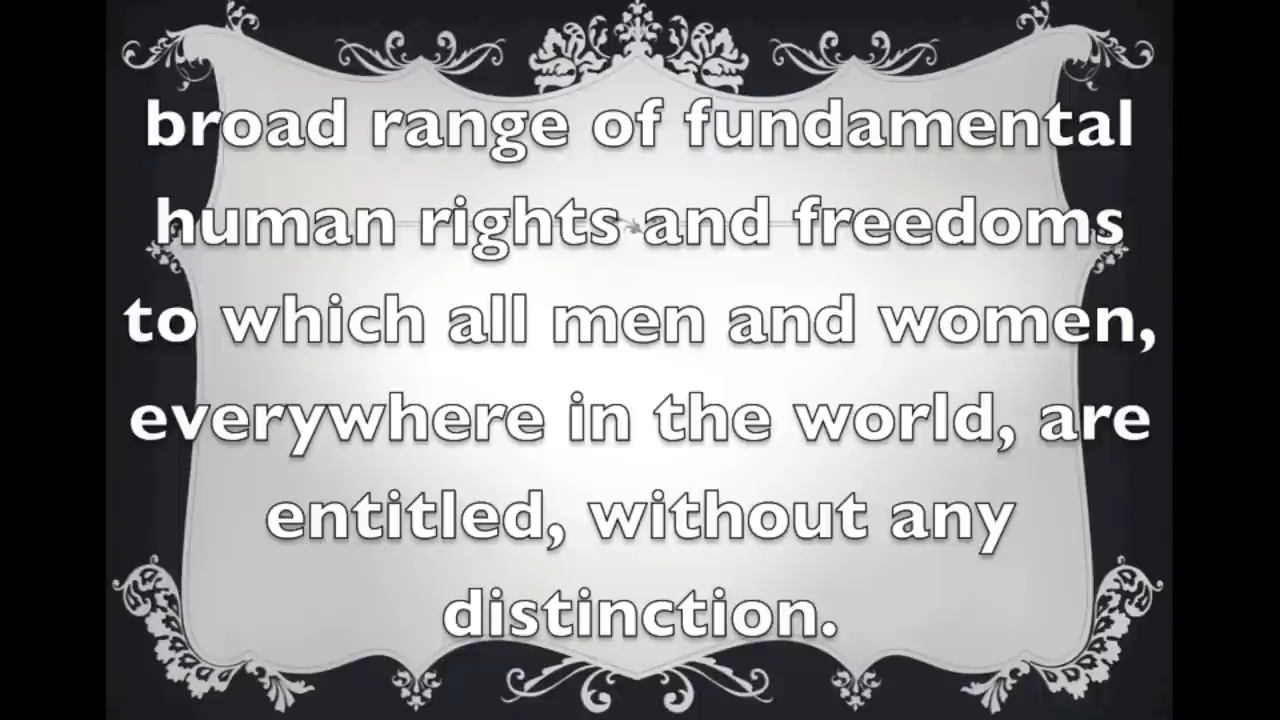 broad range of fundamental
human rights and freedoms
to which all men and women,
everywhere in the world, are
entitled, without any
distinction.